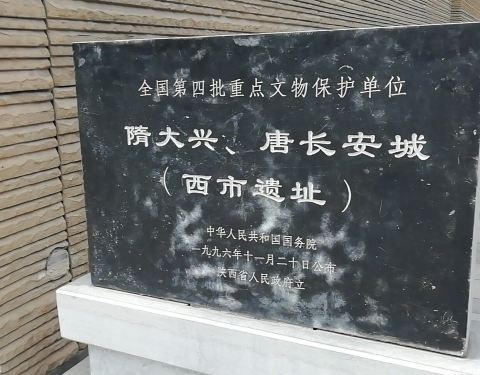 全国第四批重点文物保护单位
隋大兴、唐长安城
（西市遗址）
中华人民共和国国务院
一九九六年十一月二十日公布
陕西省人民政府立